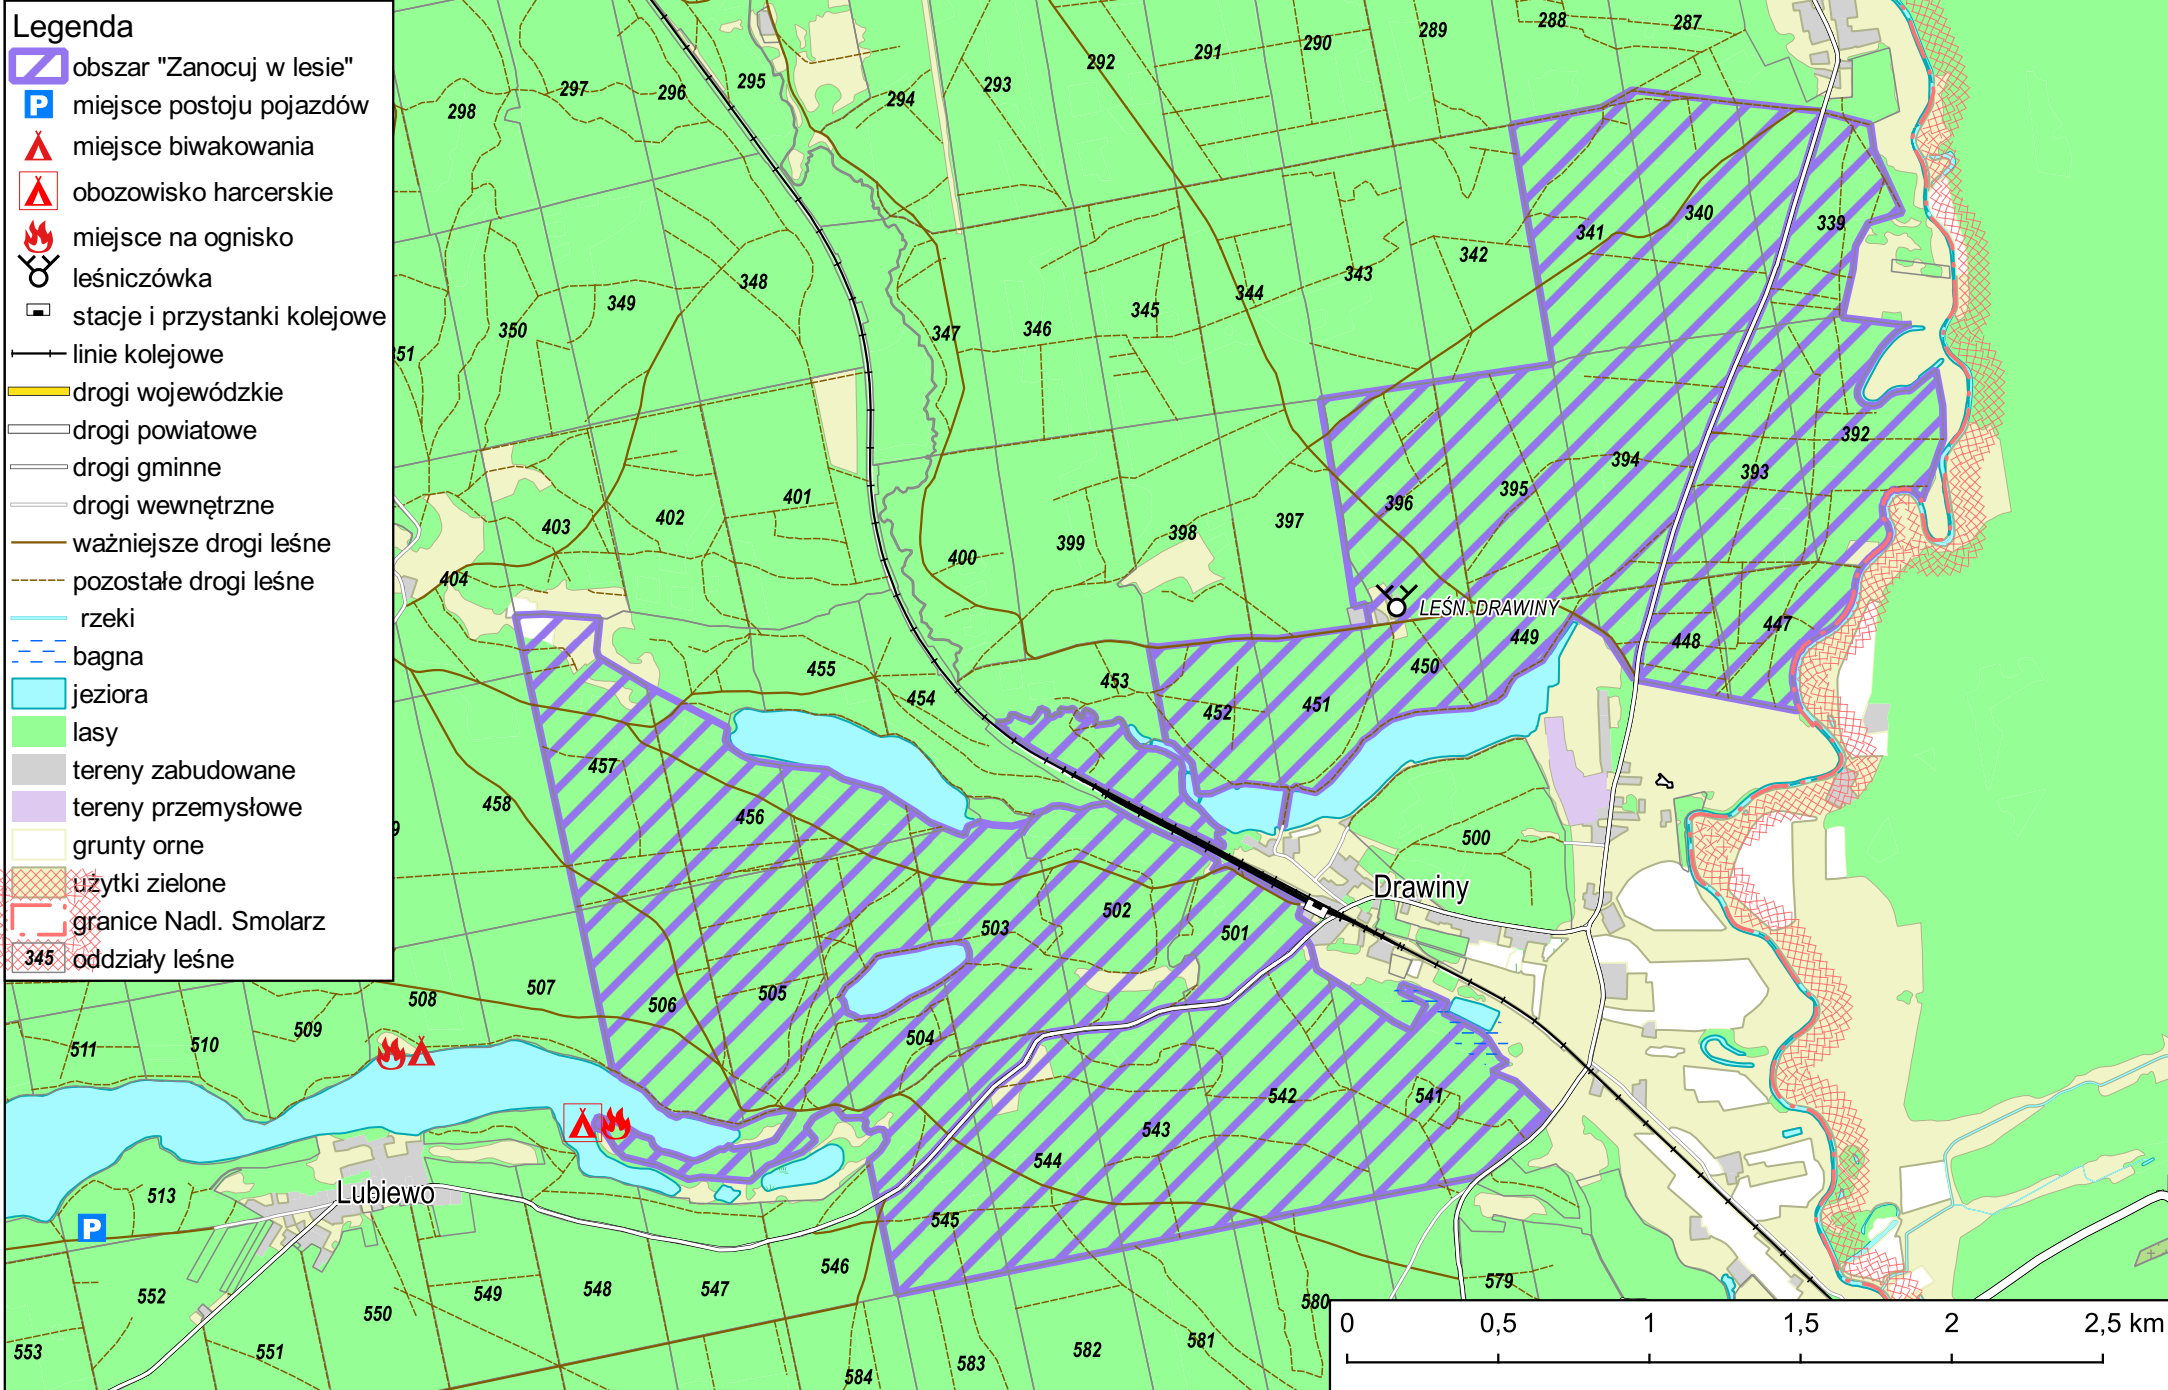 Legenda
obszar "Zanocuj w lesie"
P miejsce postoju pojazdów
miejsce biwakowania
obozowisko harcerskie
miejsce na ognisko
leśniczówka
stacje i przystanki kolejowe
linie kolejowe
drogi wojewódzkie
drogi powiatowe
drogi gminne
drogi wewnętrzne
ważniejsze drogi leśne
pozostałe drogi leśne
rzeki
bagna
jeziora
lasy
tereny zabudowane
tereny przemysłowe
grunty orne
użytki zielone
granice Nadl. Smolarz
345 oddziały leśne
298
297
296
295
294
293
292
291
290
289
288
287
351
350
349
348
347
346
345
344
343
342
341
340
339
404
403
402
401
400
399
398
397
396
395
394
393
392
LEŚN. DRAWINY
458
457
456
455
454
453
452
451
450
449
448
447
9
511
510
509
508
507
506
505
504
503
502
501
500
Drawiny
513
Lubiewo
P
545
544
543
542
541
553
552
551
550
549
548
547
546
584
583
582
581
580
579
0 0,5 1 1,5 2 2,5 km